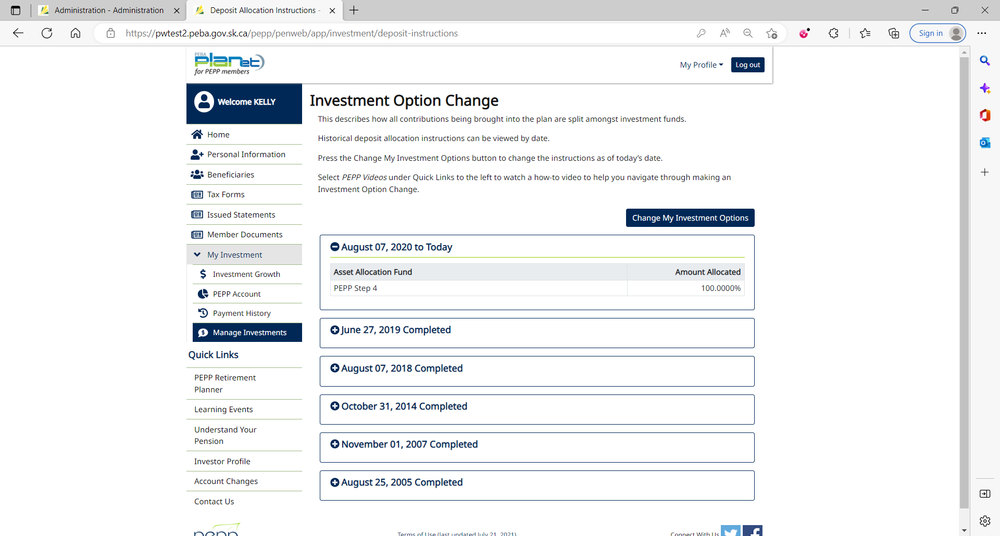 Administration - Administration
Deposit Allocation Instructions -
https://pwtest2.peba.gov.sk.ca/pepp/penweb/app/investment/deposit-instructions
Sign in
PEBA
planet
for PEPP members
My Profile
Log out
Welcome KELLY
Home
Personal Information
Beneficiaries
Tax Forms
Issued Statements
Member Documents
My Investment
Investment Growth
PEPP Account
Payment History
Manage Investments
Quick Links
PEPP Retirement
Planner
Learning Events
Understand Your
Pension
Investor Profile
Account Changes
Contact Us
Investment Option Change
This describes how all contributions being brought into the plan are split amongst investment funds.
Historical deposit allocation instructions can be viewed by date.
Press the Change My Investment Options button to change the instructions as of today's date.
Select PEPP Videos under Quick Links to the left to watch a how-to video to help you navigate through making an
Investment Option Change.
Change My Investment Options
August 07, 2020 to Today
Asset Allocation Fund Amount Allocated
PEPP Step 4 100.0000%
June 27, 2019 Completed
August 07, 2018 Completed
October 31, 2014 Completed
November 01, 2007 Completed
August 25, 2005 Completed
pepp
Terms of Use (last updated July 21, 2021)
Connect With Us